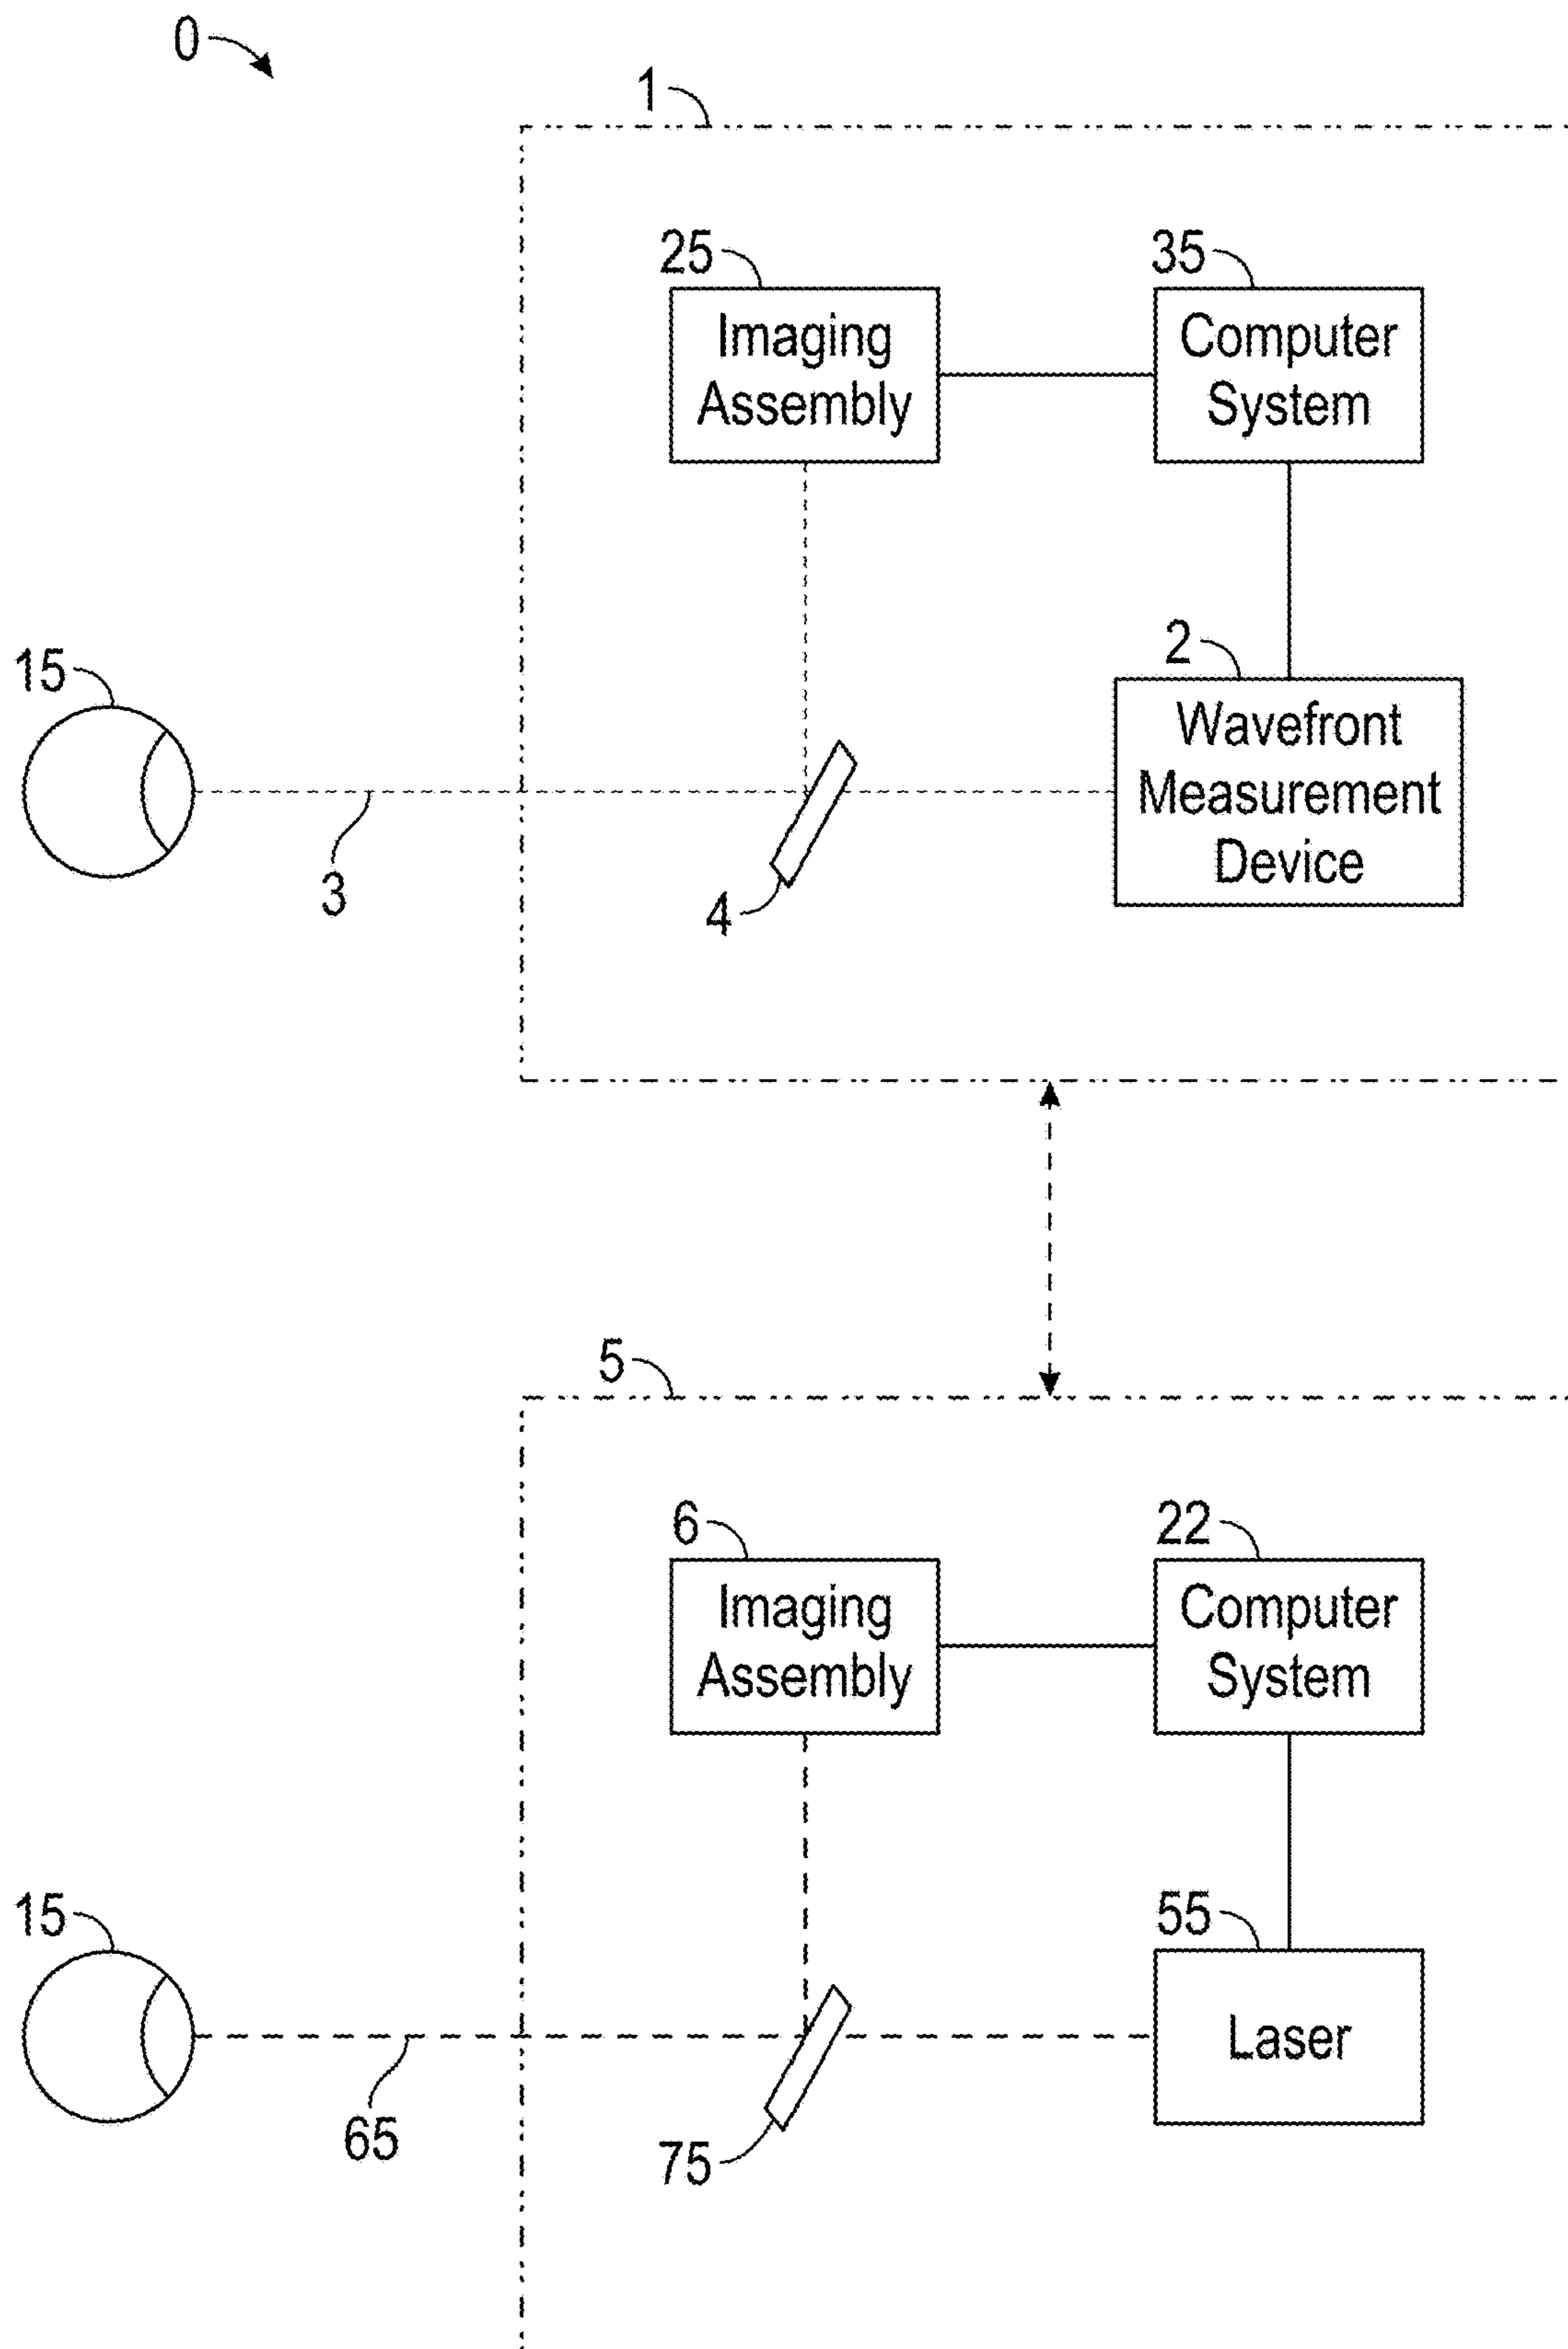 0
1
25
35
Imaging
Assembly
Computer
System
15
2
Wavefront
Measurement
Device
3
4
5
6
22
Imaging
Assembly
Computer
System
15
55
Laser
65
75